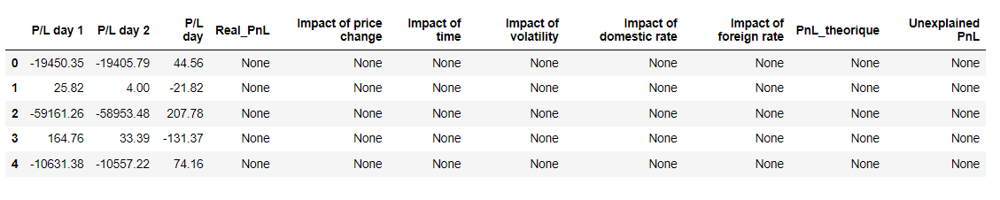 P/L day 1 P/L day 2 P/L day Real_PnL Impact of price change Impact of time Impact of volatility Impact of domestic rate Impact of foreign rate PnL_theorique Unexplained PnL
0 -19450.35 -19405.79 44.56 None None None None None None None None
1 25.82 4.00 -21.82 None None None None None None None None
2 -59161.26 -58953.48 207.78 None None None None None None None None
3 164.76 33.39 -131.37 None None None None None None None None
4 -10631.38 -10557.22 74.16 None None None None None None None None